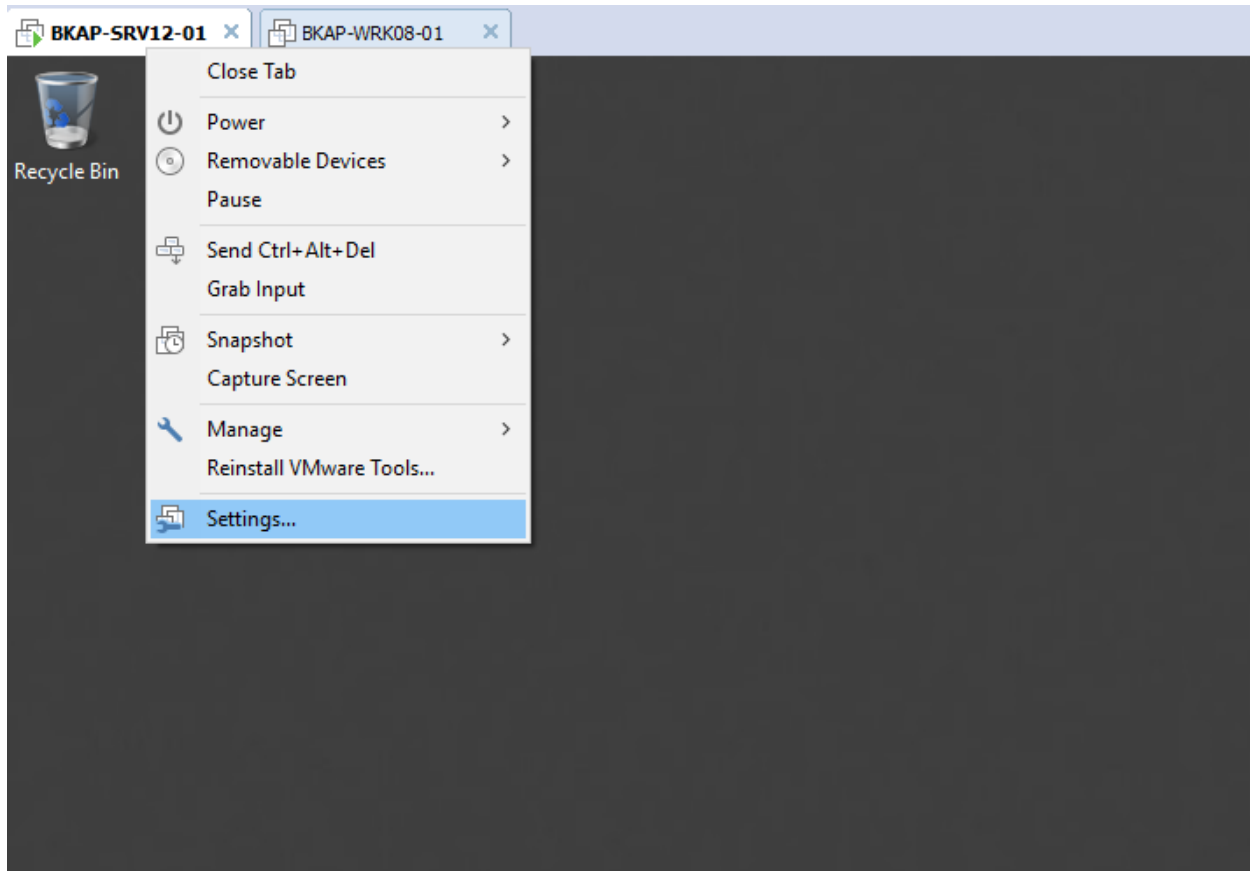 BKAP-SRV12-01 BKAP-WRK08-01
Close Tab
Power
Recycle Bin
Removable Devices
Pause
Send Ctrl+Alt+Del
Grab Input
Snapshot
Capture Screen
Manage
Reinstall VMware Tools...
Settings...